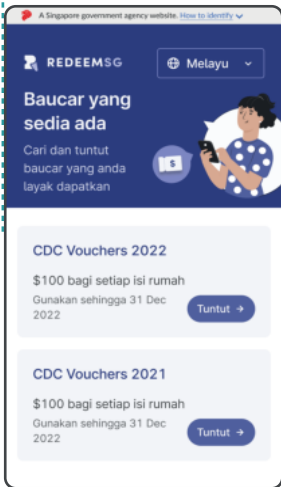 A Singapore government agency website. How to identify
REDEEMSG
Melayu
Baucar yang
sedia ada
Cari dan tuntut
baucar yang anda
layak dapatkan
$
CDC Vouchers 2022
$100 bagi setiap isi rumah
Gunakan sehingga 31 Dec
2022
Tuntut →
CDC Vouchers 2021
$100 bagi setiap isi rumah
Gunakan sehingga 31 Dec
2022
Tuntut →